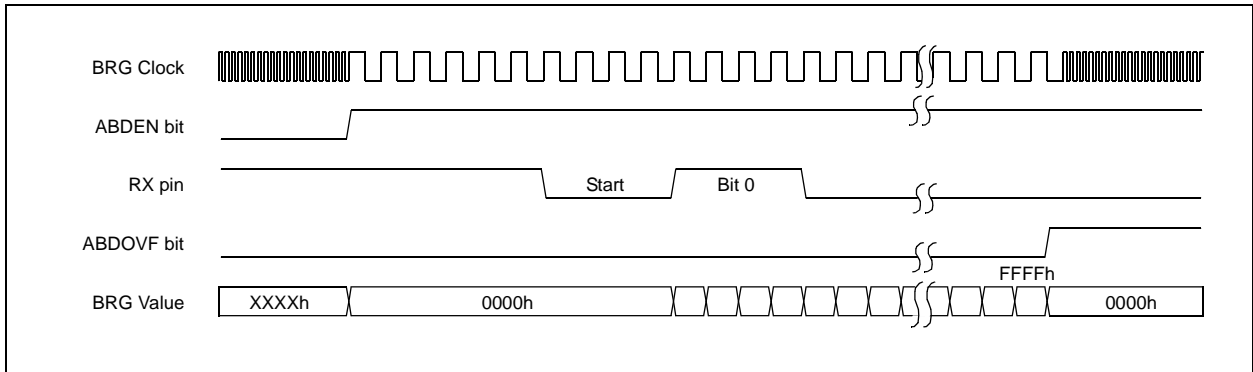 BRG Clock
ABDEN bit
RX pin
Start
Bit 0
ABDOVF bit
FFFFh
BRG Value
XXXXh
0000h
0000h